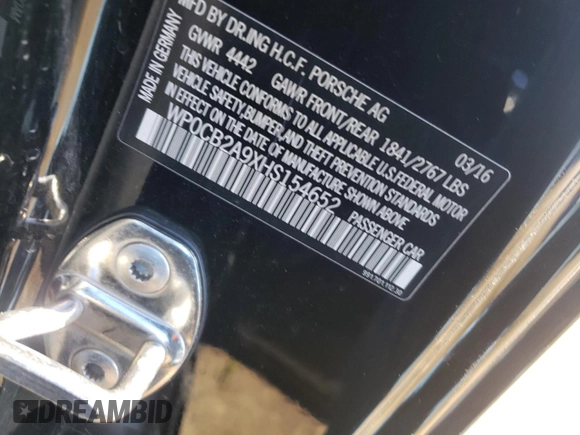 MFD BY DR.ING H.C.F. PORSCHE AG
03/16
GVWR 4442 GAWR FRONT/REAR 1841/2767 LBS
THIS VEHICLE CONFORMS TO ALL APPLICABLE U.S. FEDERAL MOTOR
VEHICLE SAFETY, BUMPER, AND THEFT PREVENTION STANDARDS
IN EFFECT ON THE DATE OF MANUFACTURE SHOWN ABOVE
WP0CB2A9XHS154652
PASSENGER CAR
MADE IN GERMANY
DREAMBID